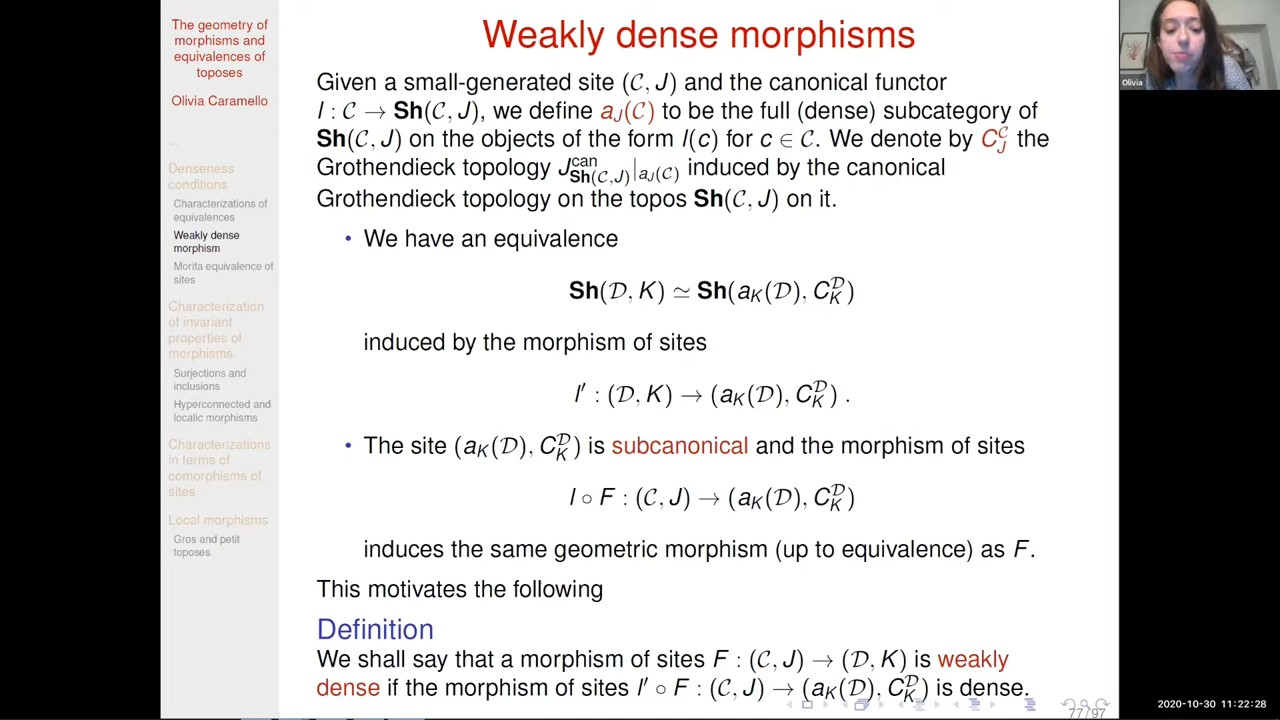 The geometry of
morphisms and
equivalences of
toposes
Olivia Caramello
...
Denseness
conditions
Characterizations of
equivalences
Weakly dense
morphism
Morita equivalence of
sites
Characterization
of invariant
properties of
morphisms
Surjections and
inclusions
Hyperconnected and
localic morphisms
Characterizations
in terms of
comorphisms of
sites
Local morphisms
Gros and petit
toposes
Weakly dense morphisms
Given a small-generated site (𝒞, J) and the canonical functor
l : 𝒞 → Sh(𝒞, J), we define a_J(𝒞) to be the full (dense) subcategory of
Sh(𝒞, J) on the objects of the form l(c) for c ∈ 𝒞. We denote by C_J^𝒞 the
Grothendieck topology J^can_Sh(𝒞,J)|a_J(𝒞) induced by the canonical
Grothendieck topology on the topos Sh(𝒞, J) on it.
• We have an equivalence
Sh(𝒟, K) ≃ Sh(a_K(𝒟), C_K^𝒟)
induced by the morphism of sites
l′ : (𝒟, K) → (a_K(𝒟), C_K^𝒟) .
• The site (a_K(𝒟), C_K^𝒟) is subcanonical and the morphism of sites
l ∘ F : (𝒞, J) → (a_K(𝒟), C_K^𝒟)
induces the same geometric morphism (up to equivalence) as F.
This motivates the following
Definition
We shall say that a morphism of sites F : (𝒞, J) → (𝒟, K) is weakly
dense if the morphism of sites l′ ∘ F : (𝒞, J) → (a_K(𝒟), C_K^𝒟) is dense.
77/97
Olivia
2020-10-30 11:22:28